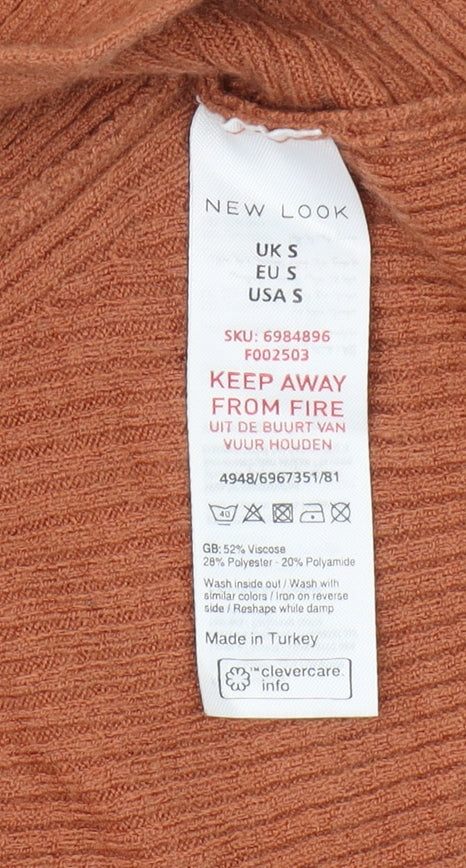 NEW LOOK
UK S
EU S
USA S
SKU: 6984896
F002503
KEEP AWAY
FROM FIRE
UIT DE BUURT VAN
VUUR HOUDEN
4948/6967351/81
40
GB: 52% Viscose
28% Polyester - 20% Polyamide
Wash inside out / Wash with
similar colors / Iron on reverse
side / Reshape while damp
Made in Turkey
™clevercare.
info